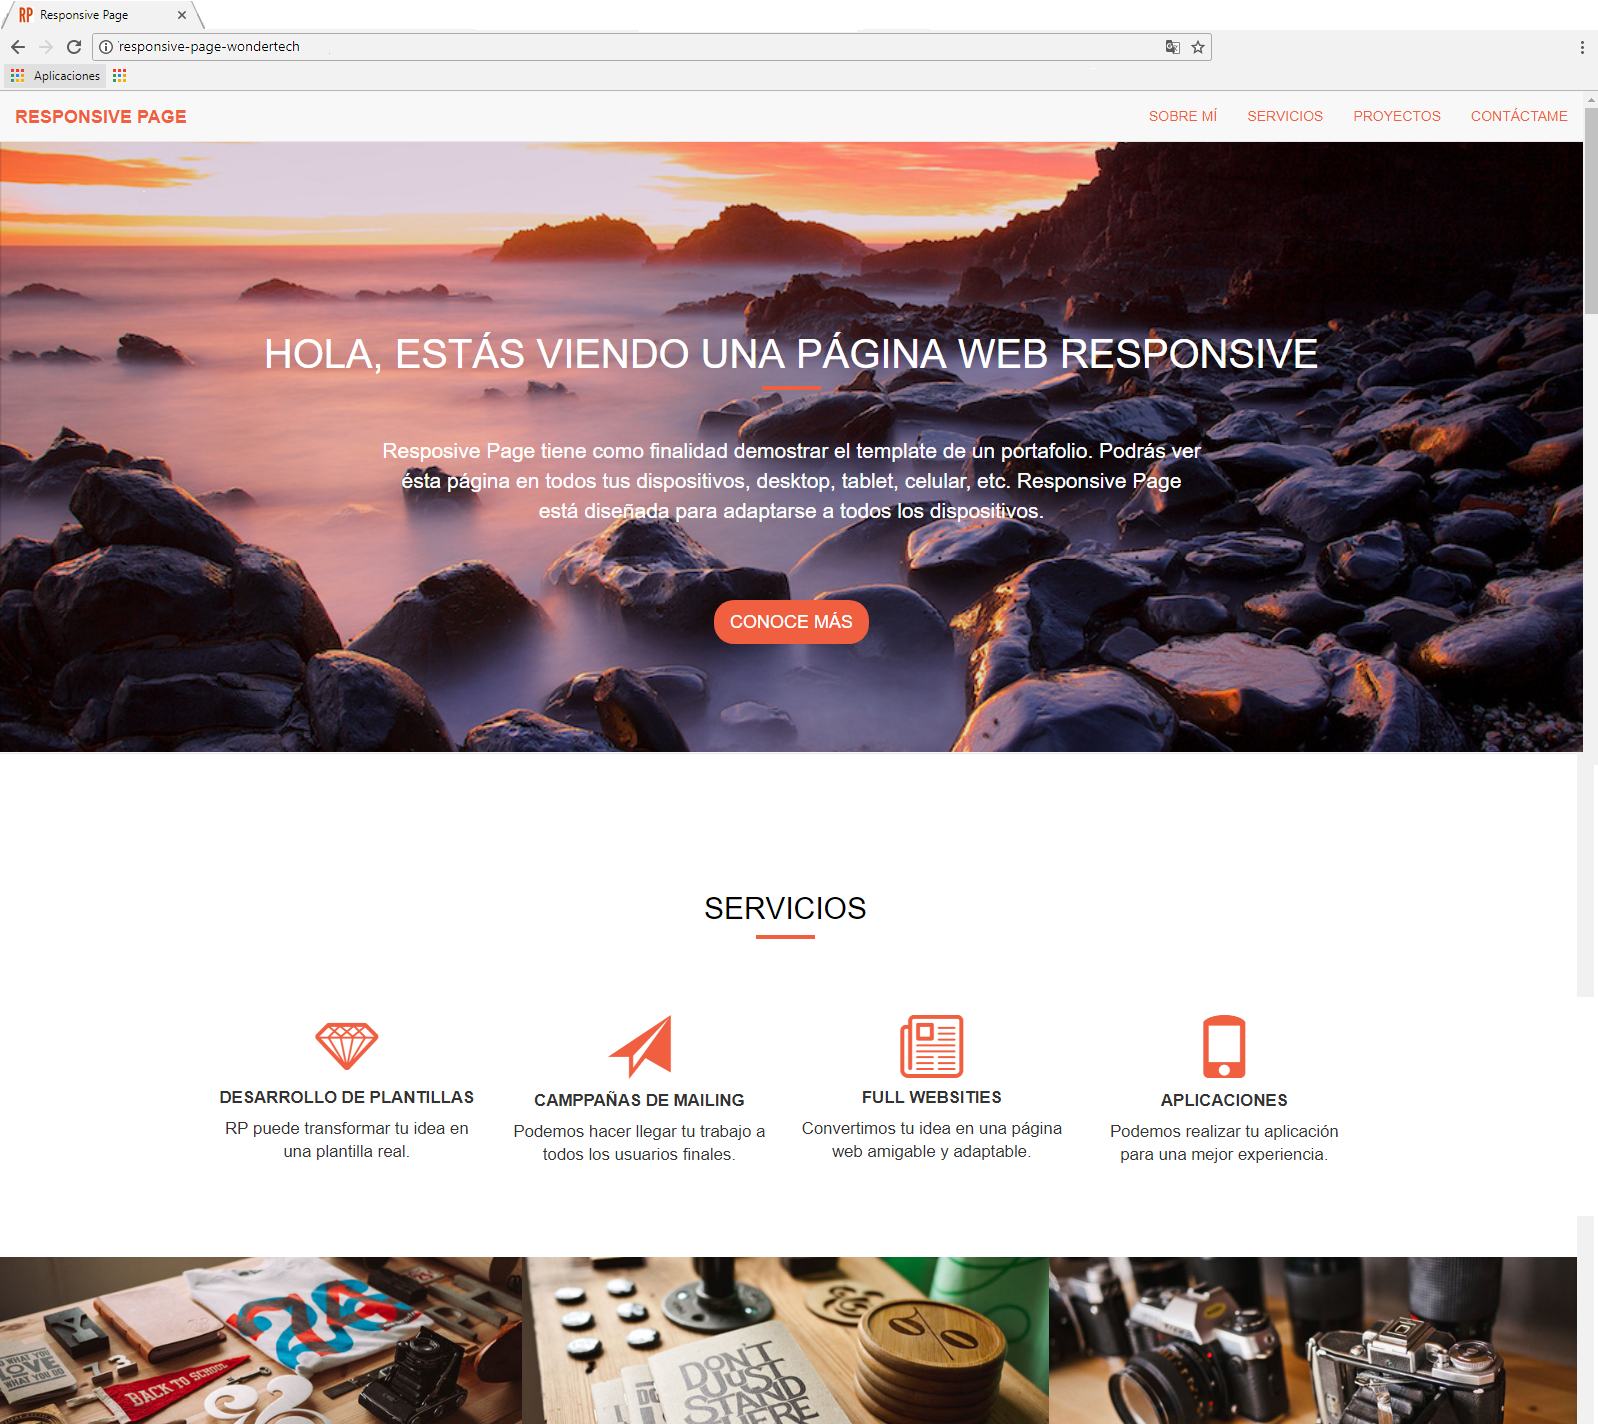 RP Responsive Page
responsive-page-wondertech
Aplicaciones
RESPONSIVE PAGE
SOBRE MÍ SERVICIOS PROYECTOS CONTÁCTAME
HOLA, ESTÁS VIENDO UNA PÁGINA WEB RESPONSIVE
Resposive Page tiene como finalidad demostrar el template de un portafolio. Podrás ver
ésta página en todos tus dispositivos, desktop, tablet, celular, etc. Responsive Page
está diseñada para adaptarse a todos los dispositivos.
CONOCE MÁS
SERVICIOS
DESARROLLO DE PLANTILLAS
RP puede transformar tu idea en
una plantilla real.
CAMPPAÑAS DE MAILING
Podemos hacer llegar tu trabajo a
todos los usuarios finales.
FULL WEBSITIES
Convertimos tu idea en una página
web amigable y adaptable.
APLICACIONES
Podemos realizar tu aplicación
para una mejor experiencia.
WHAT YOU
LOVE
WHAT YOU DO
Y
BACK TO SCHOOL
DON'T
JUST
STAND
HERE
%